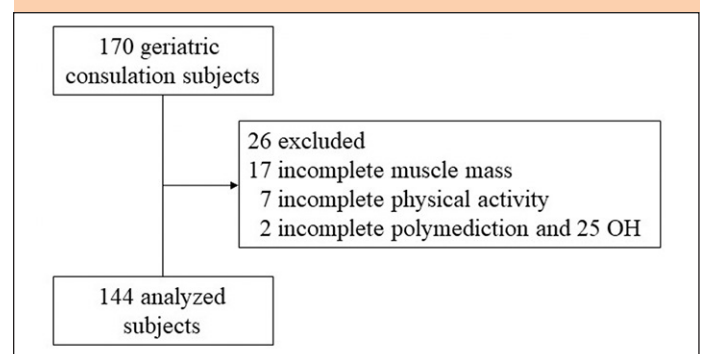 170 geriatric
consulation subjects
26 excluded
17 incomplete muscle mass
7 incomplete physical activity
2 incomplete polymediction and 25 OH
144 analyzed
subjects